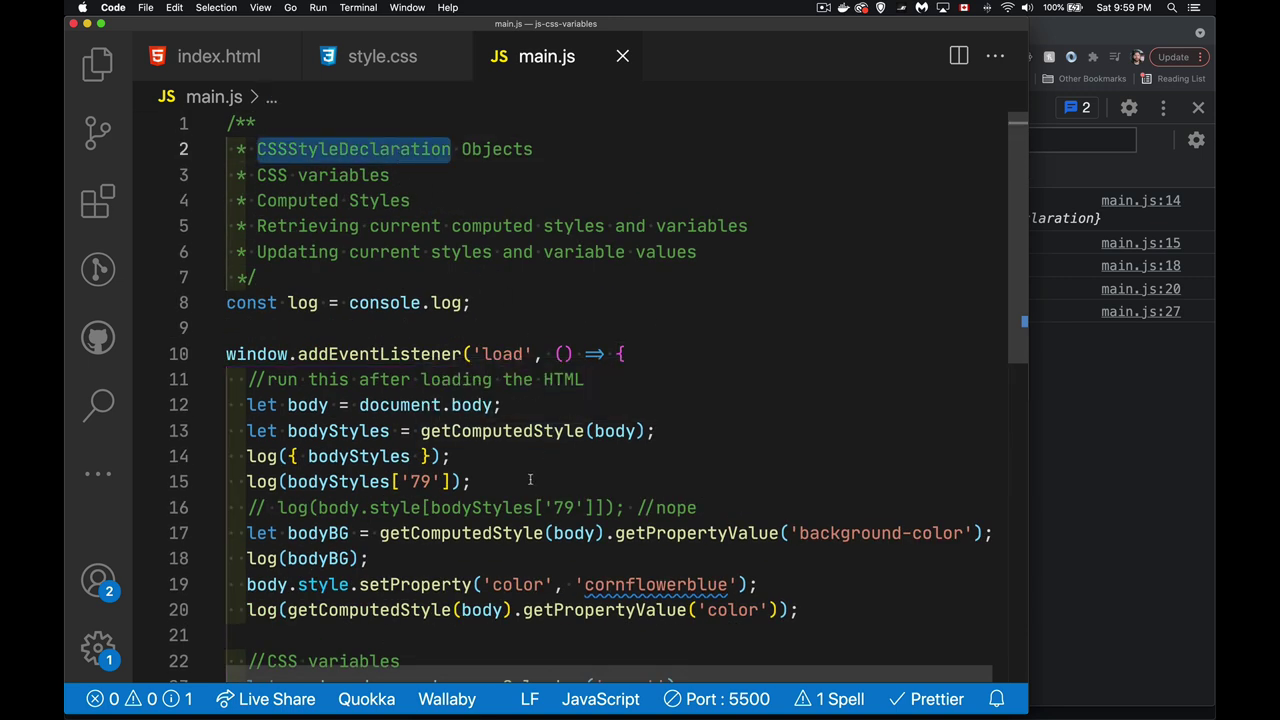 Code File Edit Selection View Go Run Terminal Window Help 100% Sat 9:59 PM
main.js — js-css-variables
index.html style.css JS main.js
Update
JS main.js > ...
Other Bookmarks Reading List
2
1 /**
2 * CSSStyleDeclaration Objects
3 * CSS variables
4 * Computed Styles
5 * Retrieving current computed styles and variables
6 * Updating current styles and variable values
7 */
8 const log = console.log;
9
10 window.addEventListener('load', () => {
11 //run this after loading the HTML
12 let body = document.body;
13 let bodyStyles = getComputedStyle(body);
14 log({ bodyStyles });
15 log(bodyStyles['79']);
16 // log(body.style[bodyStyles['79']]); //nope
17 let bodyBG = getComputedStyle(body).getPropertyValue('background-color');
18 log(bodyBG);
19 body.style.setProperty('color', 'cornflowerblue');
20 log(getComputedStyle(body).getPropertyValue('color'));
21
22 //CSS variables
main.js:14
laration}
main.js:15
main.js:18
main.js:20
main.js:27
2
1
0 0 1 Live Share Quokka Wallaby LF JavaScript Port : 5500 1 Spell Prettier